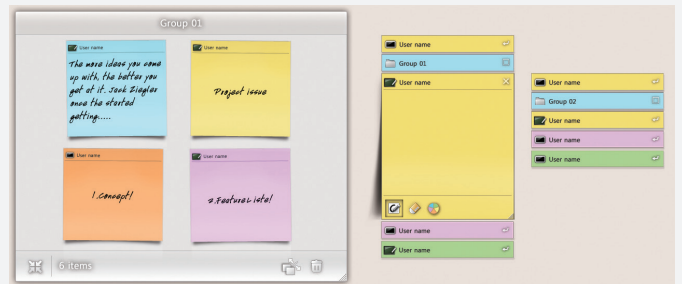 Group 01
User name
The more ideas you come
up with, the better you
get at it. Jack Ziegler
once the started
getting.....
User name
Project issue
User name
1.Concept!
User name
2.Feature Liste!
6 items
User name
Group 01
User name
User name
User name
User name
Group 02
User name
User name
User name